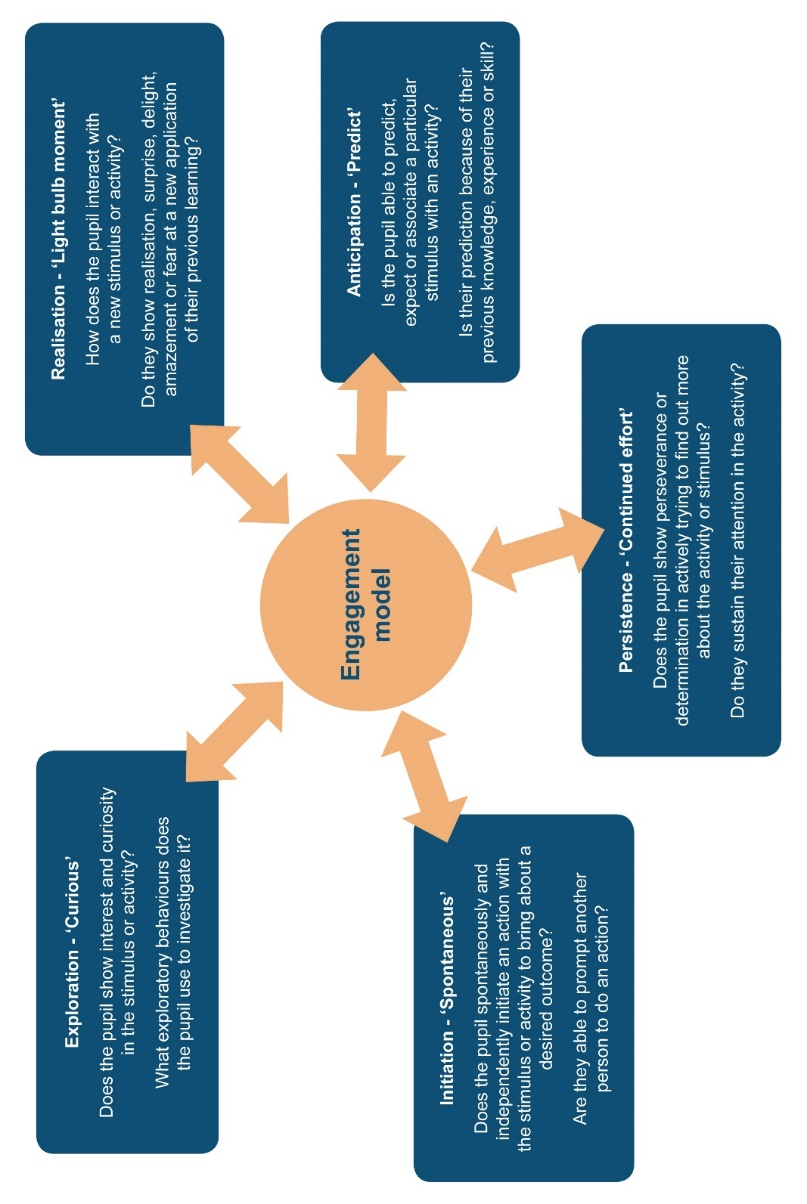 Exploration - ‘Curious’
Does the pupil show interest and curiosity
in the stimulus or activity?
What exploratory behaviours does
the pupil use to investigate it?
Realisation - ‘Light bulb moment’
How does the pupil interact with
a new stimulus or activity?
Do they show realisation, surprise, delight,
amazement or fear at a new application
of their previous learning?
Engagement
model
Anticipation - ‘Predict’
Is the pupil able to predict,
expect or associate a particular
stimulus with an activity?
Is their prediction because of their
previous knowledge, experience or skill?
Initiation - ‘Spontaneous’
Does the pupil spontaneously and
independently initiate an action with
the stimulus or activity to bring about a
desired outcome?
Are they able to prompt another
person to do an action?
Persistence - ‘Continued effort’
Does the pupil show perseverance or
determination in actively trying to find out more
about the activity or stimulus?
Do they sustain their attention in the activity?